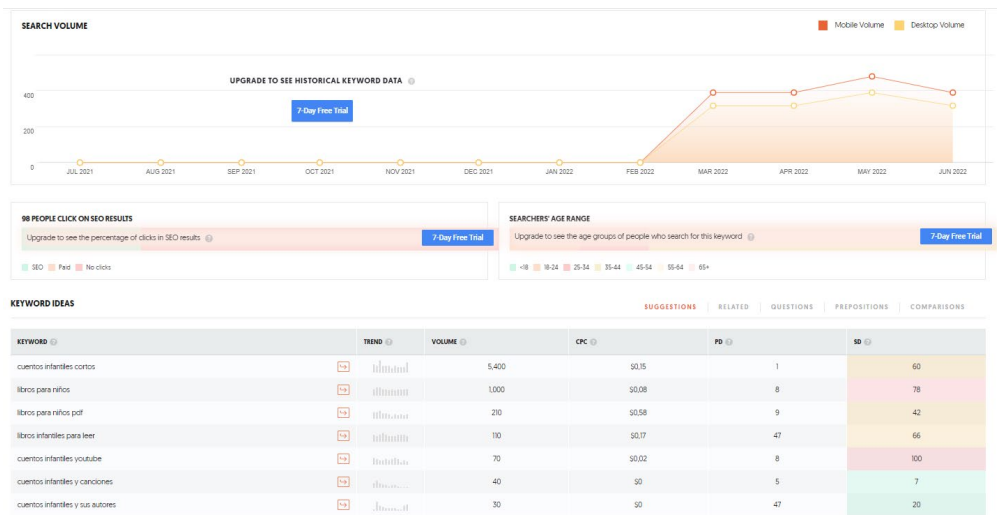 SEARCH VOLUME
Mobile Volume Desktop Volume
UPGRADE TO SEE HISTORICAL KEYWORD DATA
7-Day Free Trial
400
200
0
JUL 2021 AUG 2021 SEP 2021 OCT 2021 NOV 2021 DEC 2021 JAN 2022 FEB 2022 MAR 2022 APR 2022 MAY 2022 JUN 2022
98 PEOPLE CLICK ON SEO RESULTS
Upgrade to see the percentage of clicks in SEO results
7-Day Free Trial
SEO Paid No clicks
SEARCHERS' AGE RANGE
Upgrade to see the age groups of people who search for this keyword
7-Day Free Trial
<18 18-24 25-34 35-44 45-54 55-64 65+
KEYWORD IDEAS
SUGGESTIONS RELATED QUESTIONS PREPOSITIONS COMPARISONS
KEYWORD TREND VOLUME CPC PD SD
cuentos infantiles cortos 5,400 $0,15 1 60
libros para niños 1,000 $0,08 8 78
libros para niños pdf 210 $0,58 9 42
libros infantiles para leer 110 $0,17 47 66
cuentos infantiles youtube 70 $0,02 8 100
cuentos infantiles y canciones 40 $0 5 7
cuentos infantiles y sus autores 30 $0 47 20